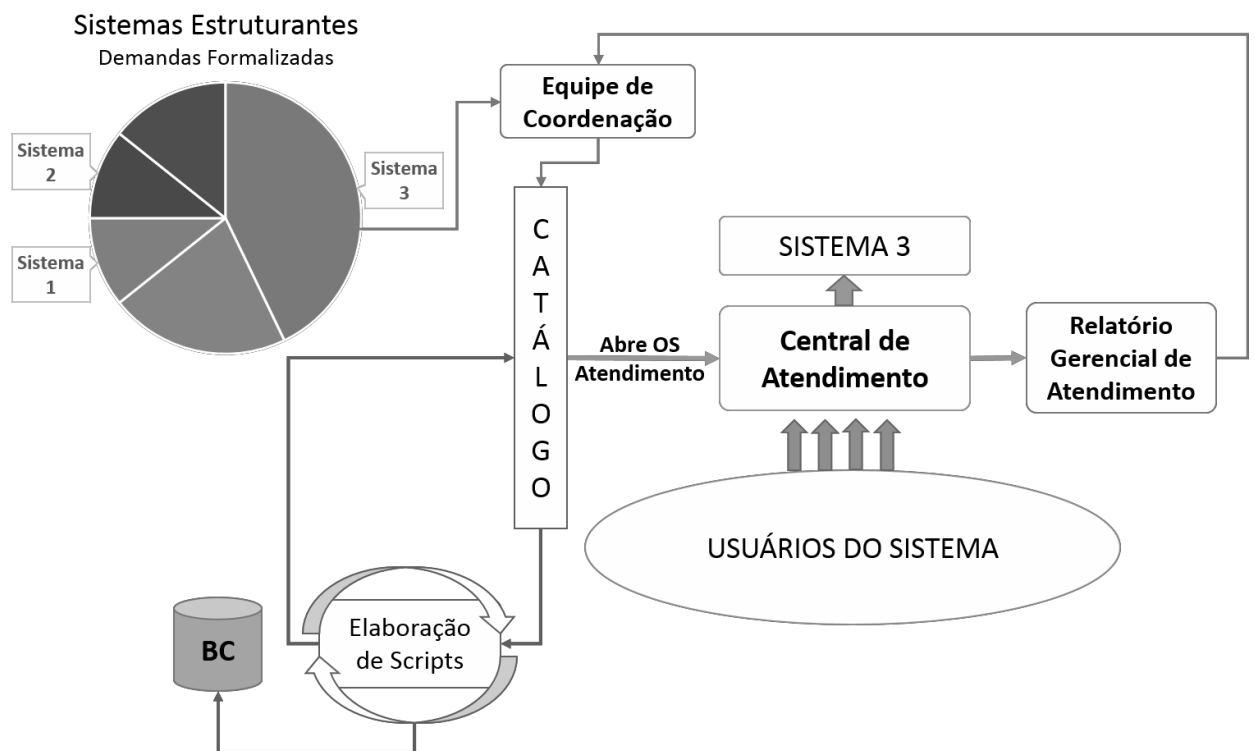 Sistemas Estruturantes
Demandas Formalizadas
Sistema
2
Sistema
1
Sistema
3
Equipe de
Coordenação
C
A
T
Á
L
O
G
O
Abre OS
Atendimento
SISTEMA 3
Central de
Atendimento
Relatório
Gerencial de
Atendimento
USUÁRIOS DO SISTEMA
Elaboração
de Scripts
BC